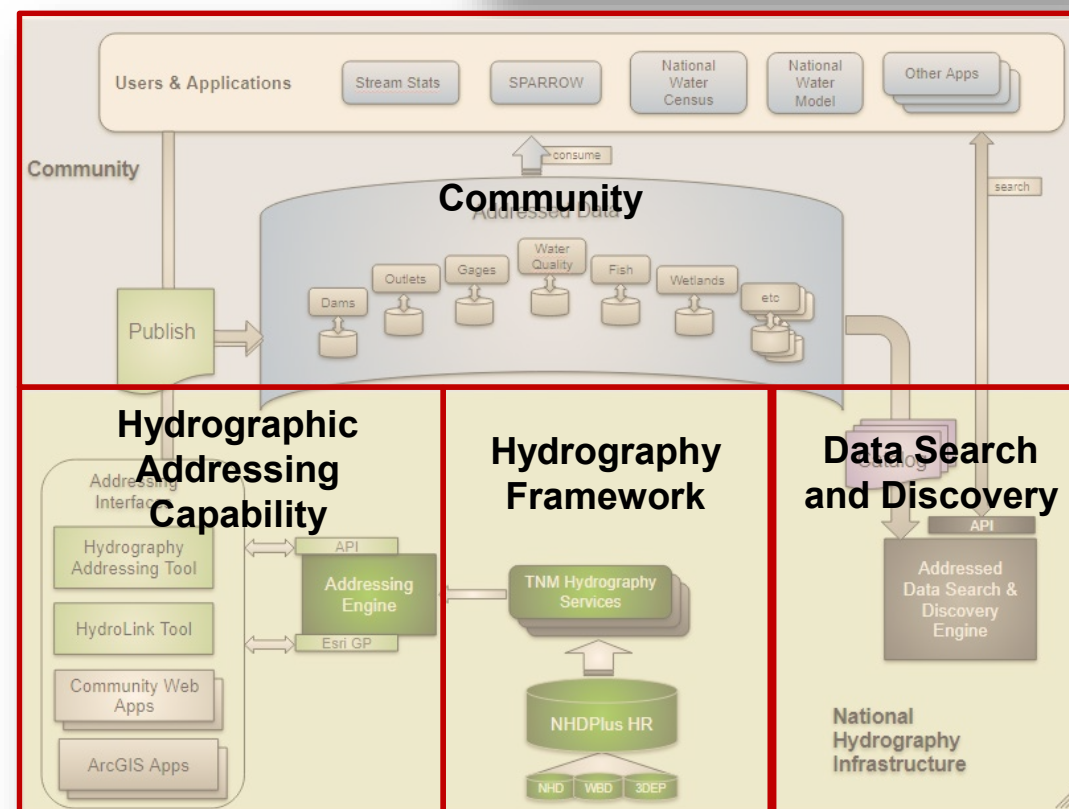 Users & Applications
Stream Stats
SPARROW
National
Water
Census
National
Water
Model
Other Apps
Community
consume
search
Community
Addressed Data
Dams
Outlets
Gages
Water
Quality
Fish
Wetlands
etc
Publish
Hydrographic
Addressing
Capability
Addressing
Interfaces
Hydrography
Addressing Tool
HydroLink Tool
Community Web
Apps
ArcGIS Apps
API
Addressing
Engine
Esri GP
Hydrography
Framework
TNM Hydrography
Services
NHDPlus HR
NHD
WBD
3DEP
Data Search
and Discovery
Catalog
API
Addressed
Data Search &
Discovery
Engine
National
Hydrography
Infrastructure